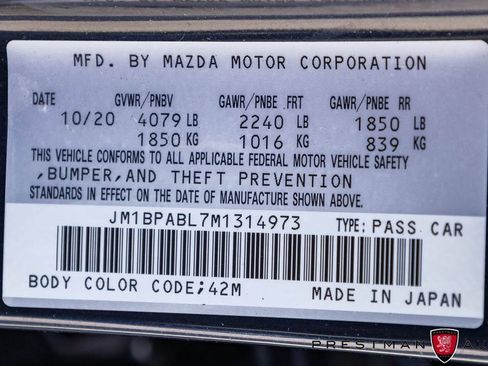 MFD. BY MAZDA MOTOR CORPORATION
DATE GVWR/PNBV GAWR/PNBE FRT GAWR/PNBE RR
10/20 4079 LB 2240 LB 1850 LB
1850 KG 1016 KG 839 KG
THIS VEHICLE CONFORMS TO ALL APPLICABLE FEDERAL MOTOR VEHICLE SAFETY
,BUMPER,AND THEFT PREVENTION
STANDARDS IN EFFECT ON THE DATE OF MANUFACTURE SHOWN ABOVE.
JM1BPABL7M1314973 TYPE: PASS CAR
BODY COLOR CODE;42M MADE IN JAPAN
PRESTMAN